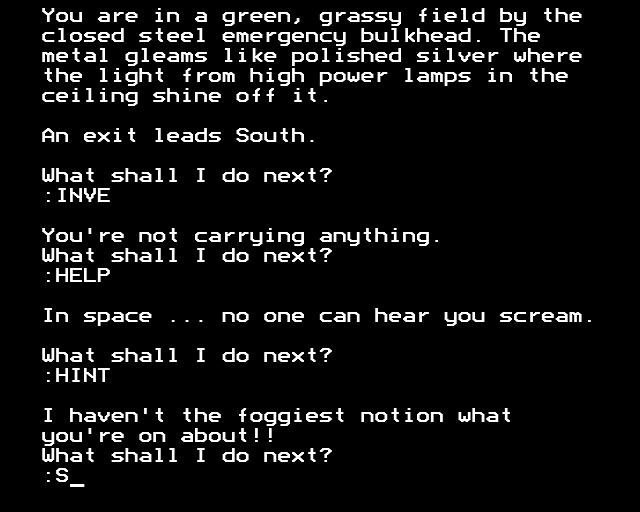 You are in a green, grassy field by the
closed steel emergency bulkhead. The
metal gleams like polished silver where
the light from high power lamps in the
ceiling shine off it.
An exit leads South.
What shall I do next?
:INVE
You're not carrying anything.
What shall I do next?
:HELP
In space ... no one can hear you scream.
What shall I do next?
:HINT
I haven't the foggiest notion what
you're on about!!
What shall I do next?
:S_